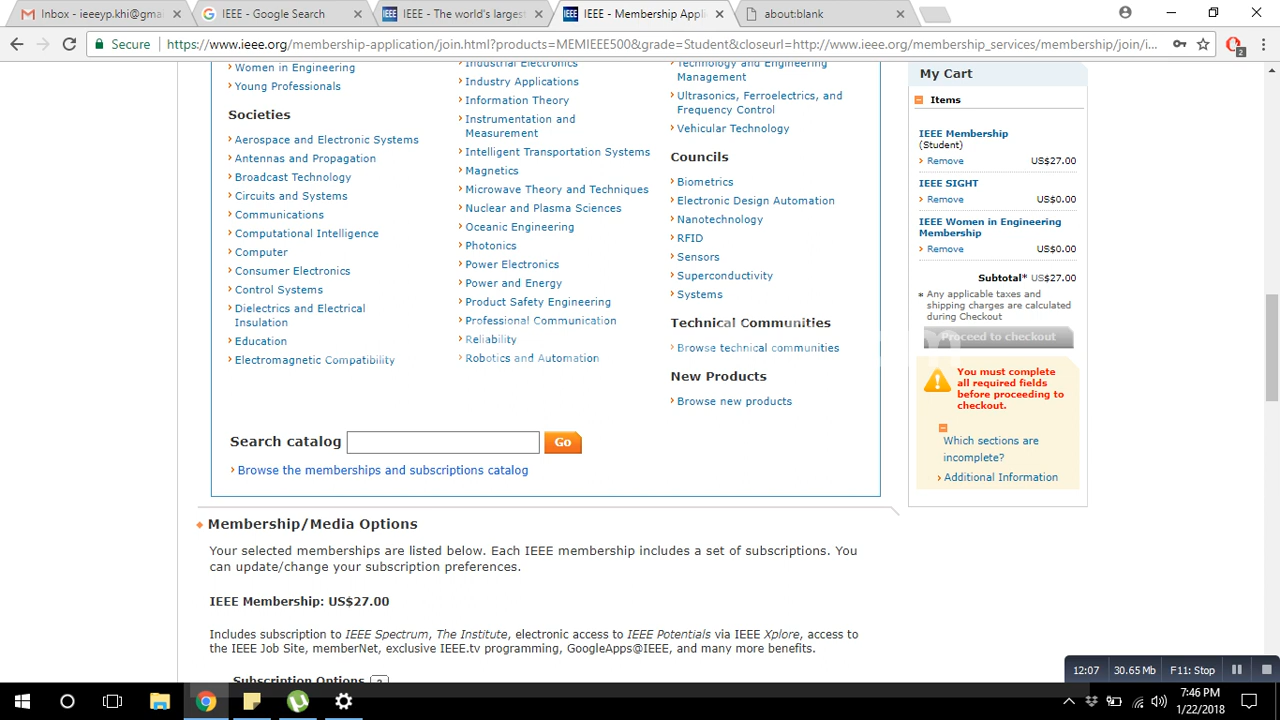 Inbox - ieeeyp.khi@gma
IEEE - Google Search
IEEE - The world's largest
IEEE - Membership Appli
about:blank
Secure
https://www.ieee.org/membership-application/join.html?products=MEMIEEE500&grade=Student&closeurl=http://www.ieee.org/membership_services/membership/join/i...
2
Women in Engineering
Young Professionals
Societies
Aerospace and Electronic Systems
Antennas and Propagation
Broadcast Technology
Circuits and Systems
Communications
Computational Intelligence
Computer
Consumer Electronics
Control Systems
Dielectrics and Electrical
Insulation
Education
Electromagnetic Compatibility
Industrial Electronics
Industry Applications
Information Theory
Instrumentation and
Measurement
Intelligent Transportation Systems
Magnetics
Microwave Theory and Techniques
Nuclear and Plasma Sciences
Oceanic Engineering
Photonics
Power Electronics
Power and Energy
Product Safety Engineering
Professional Communication
Reliability
Robotics and Automation
Technology and Engineering
Management
Ultrasonics, Ferroelectrics, and
Frequency Control
Vehicular Technology
Councils
Biometrics
Electronic Design Automation
Nanotechnology
RFID
Sensors
Superconductivity
Systems
Technical Communities
Browse technical communities
New Products
Browse new products
Search catalog
Go
Browse the memberships and subscriptions catalog
Membership/Media Options
Your selected memberships are listed below. Each IEEE membership includes a set of subscriptions. You
can update/change your subscription preferences.
IEEE Membership: US$27.00
Includes subscription to IEEE Spectrum, The Institute, electronic access to IEEE Potentials via IEEE Xplore, access to
the IEEE Job Site, memberNet, exclusive IEEE.tv programming, GoogleApps@IEEE, and many more benefits.
Subscription Options ?
My Cart
Items
IEEE Membership
(Student)
Remove US$27.00
IEEE SIGHT
Remove US$0.00
IEEE Women in Engineering
Membership
Remove US$0.00
Subtotal* US$27.00
* Any applicable taxes and
shipping charges are calculated
during Checkout
Proceed to checkout
You must complete
all required fields
before proceeding to
checkout.
Which sections are
incomplete?
Additional Information
12:07
30.65 Mb
F11: Stop
7:46 PM
1/22/2018